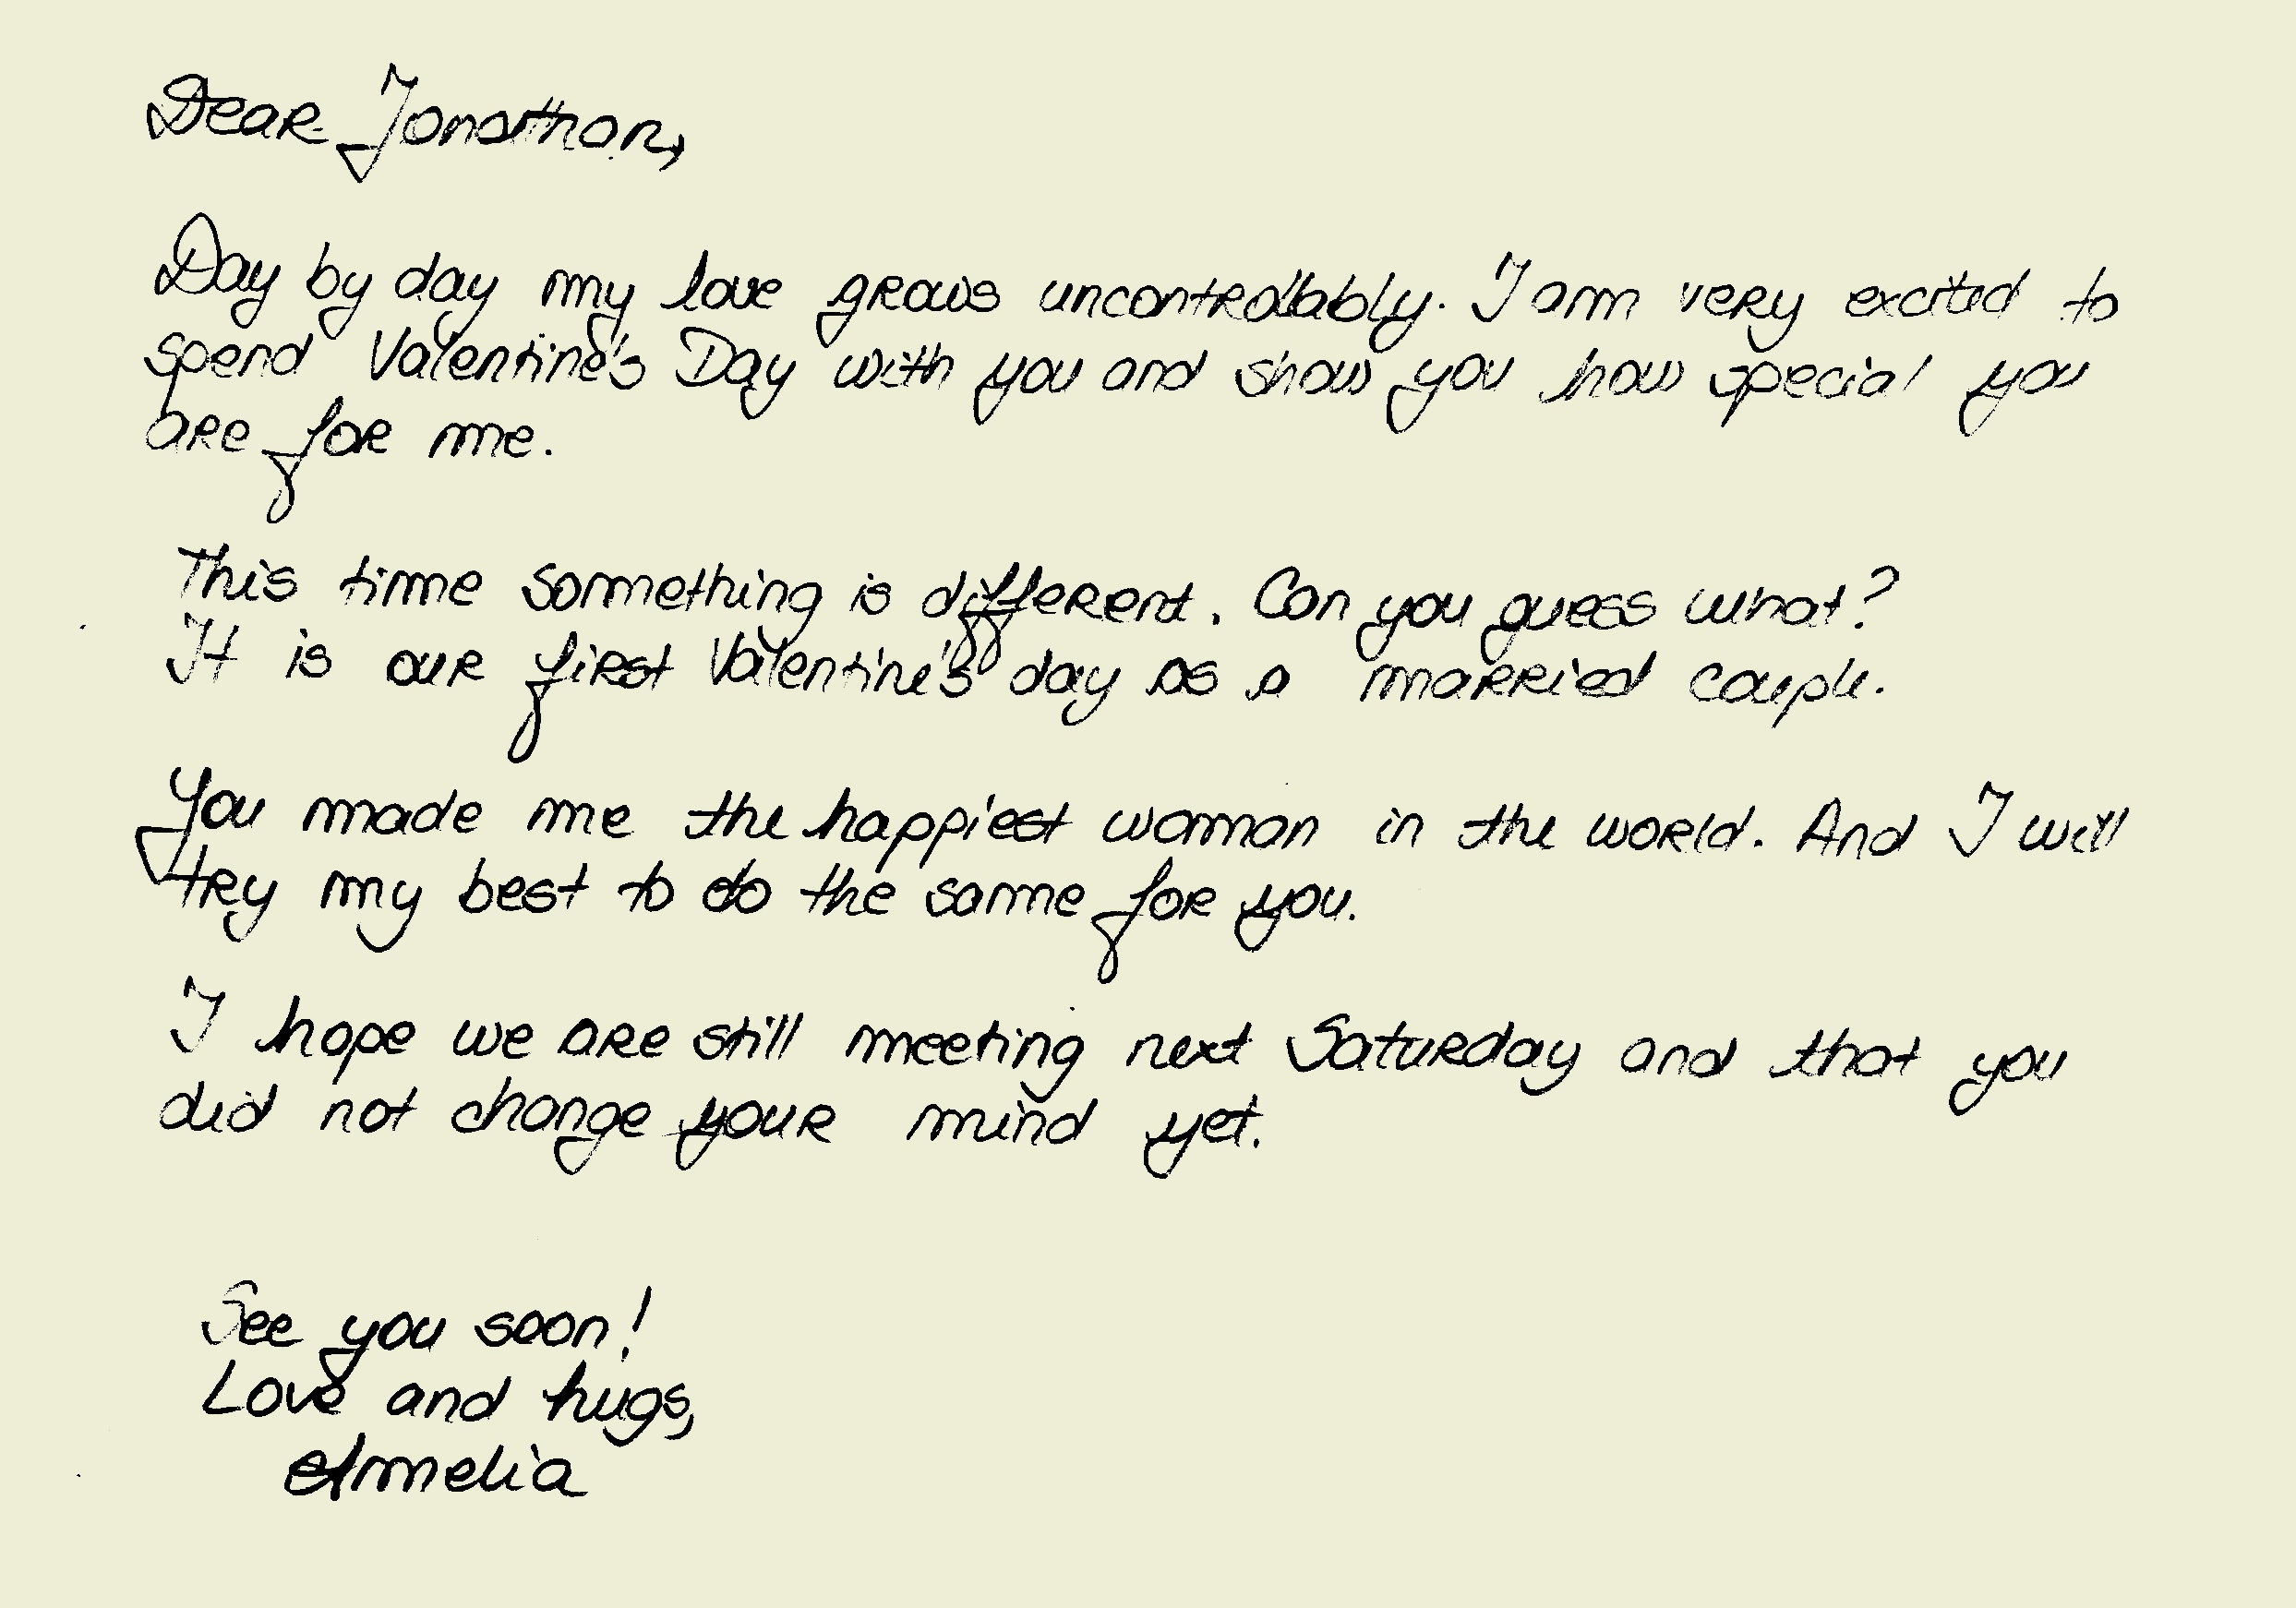 Dear Jonathan,
Day by day my love grows uncontrollably. I am very excited to
spend Valentine's Day with you and show you how special you
are for me.
This time something is different. Can you guess what?
It is our first Valentine's day as a married couple.
You made me the happiest woman in the world. And I will
try my best to do the same for you.
I hope we are still meeting next Saturday and that you
did not change your mind yet.
See you soon!
Love and hugs,
Amelia